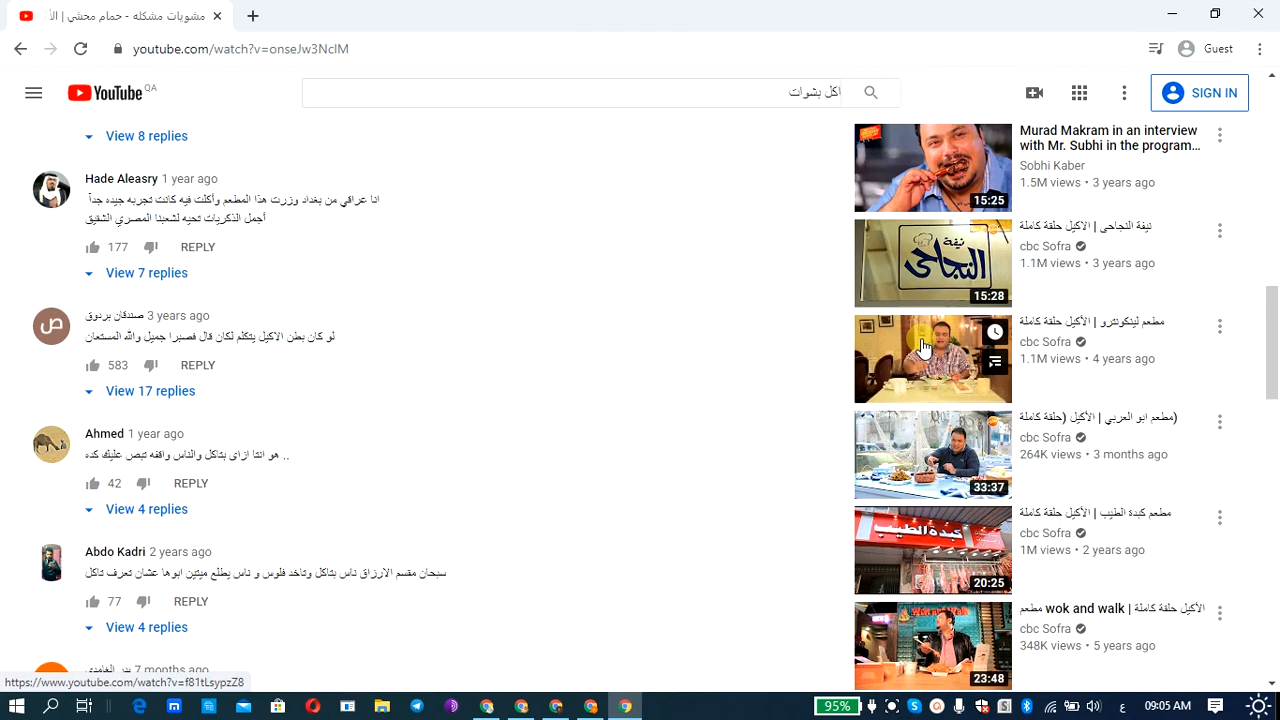 مشويات مشكله - حمام محشي | الأ
youtube.com/watch?v=onseJw3NcIM
Guest
YouTube QA
اكل بشوات
SIGN IN
View 8 replies
Hade Aleasry 1 year ago
انا عراقي من بغداد وزرت هذا المطعم وأكلت فيه كانت تجربه جيده جداً
أجمل الذكريات تحيه لشعبنا المصري الشقيق
177 REPLY
View 7 replies
ص
صندقان بردوق 3 years ago
لو كان بطن الاكيل يتكلم لكان قال فصبرا جميل والله المستعان
583 REPLY
View 17 replies
Ahmed 1 year ago
هو انتا ازاى بتاكل والناس واقفه تبص عليك كده ..
42 REPLY
View 4 replies
Abdo Kadri 2 years ago
سبحان مقسم الارزاق ناس بتاكل وتاخد فلوس و ناس يطلع ميتين ابوها عشان تعرف تاكل
77 REPLY
View 4 replies
7 months ago
Murad Makram in an interview
with Mr. Subhi in the program...
Sobhi Kaber
1.5M views • 3 years ago
15:25
نيفة النجاحي | الاكيل حلقة كاملة
cbc Sofra
1.1M views • 3 years ago
نيفة
النجاحى
15:28
مطعم لينكونترو | الأكيل حلقة كاملة
cbc Sofra
1.1M views • 4 years ago
مطعم ابو العربي | الأكيل (حلقة كاملة)
cbc Sofra
264K views • 3 months ago
33:37
مطعم كبدة الطيب | الأكيل حلقة كاملة
cbc Sofra
1M views • 2 years ago
كبدة الطيب
20:25
مطعم wok and walk | الأكيل حلقة كاملة
cbc Sofra
348K views • 5 years ago
23:48
https://www.youtube.com/watch?v=f81tLsypzZ8
95%
ع
09:05 AM